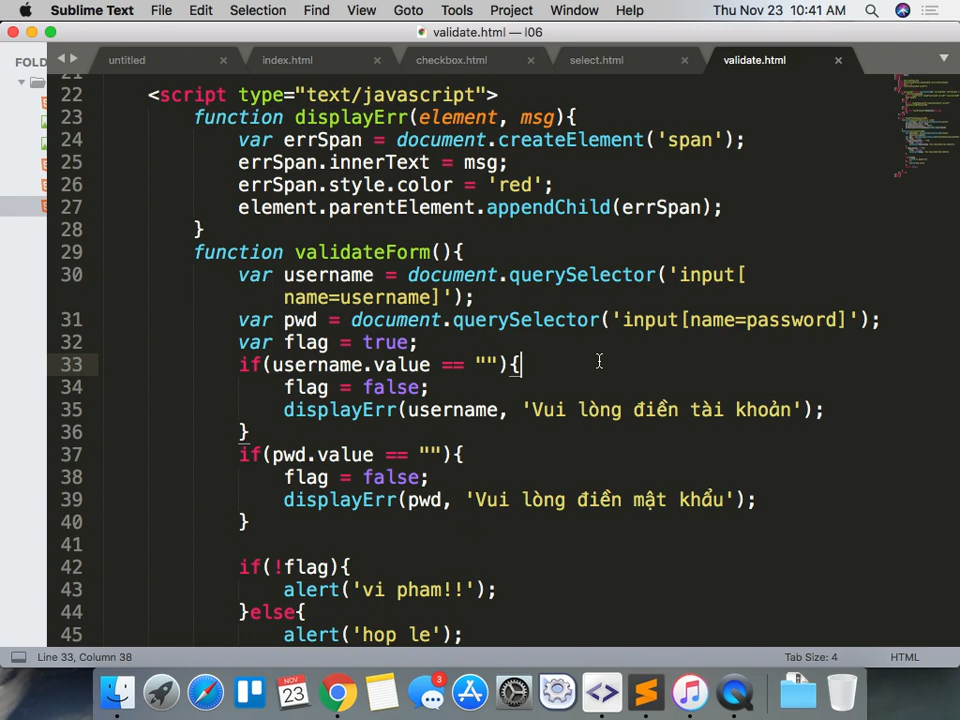 Sublime Text File Edit Selection Find View Goto Tools Project Window Help Thu Nov 23 10:41 AM
validate.html — l06
FOLD
untitled index.html checkbox.html select.html validate.html
21
22 <script type="text/javascript">
23 function displayErr(element, msg){
24 var errSpan = document.createElement('span');
25 errSpan.innerText = msg;
26 errSpan.style.color = 'red';
27 element.parentElement.appendChild(errSpan);
28 }
29 function validateForm(){
30 var username = document.querySelector('input[
name=username]');
31 var pwd = document.querySelector('input[name=password]');
32 var flag = true;
33 if(username.value == ""){
34 flag = false;
35 displayErr(username, 'Vui lòng điền tài khoản');
36 }
37 if(pwd.value == ""){
38 flag = false;
39 displayErr(pwd, 'Vui lòng điền mật khẩu');
40 }
41
42 if(!flag){
43 alert('vi pham!!');
44 }else{
45 alert('hop le');
Line 33, Column 38 Tab Size: 4 HTML
NOV
23
3